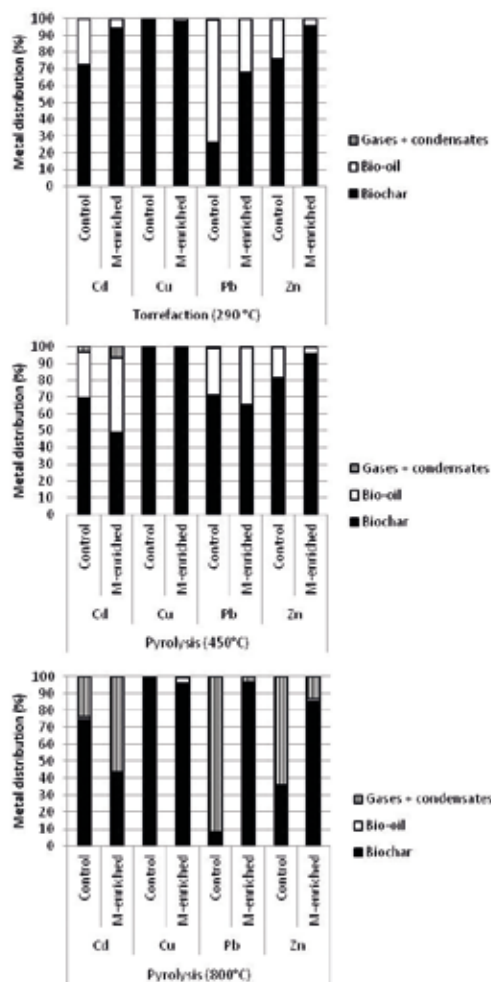 Metal distribution (%)
100
90
80
70
60
50
40
30
20
10
0
Control
M-enriched
Control
M-enriched
Control
M-enriched
Control
M-enriched
Cd
Cu
Pb
Zn
Torrefaction (290 °C)
Gases + condensates
Bio-oil
Biochar
Metal distribution (%)
100
90
80
70
60
50
40
30
20
10
0
Control
M-enriched
Control
M-enriched
Control
M-enriched
Control
M-enriched
Cd
Cu
Pb
Zn
Pyrolysis (450°C)
Gases + condensates
Bio-oil
Biochar
Metal distribution (%)
100
90
80
70
60
50
40
30
20
10
0
Control
M-enriched
Control
M-enriched
Control
M-enriched
Control
M-enriched
Cd
Cu
Pb
Zn
Pyrolysis (800°C)
Gases + condensates
Bio-oil
Biochar